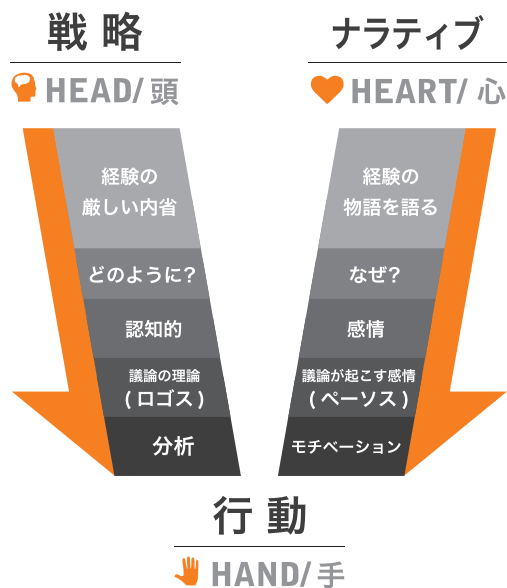 戦略
HEAD/頭
経験の
厳しい内省
どのように?
認知的
議論の理論
(ロゴス)
分析
ナラティブ
HEART/心
経験の
物語を語る
なぜ?
感情
議論が起こす感情
(ペーソス)
モチベーション
行動
HAND/手